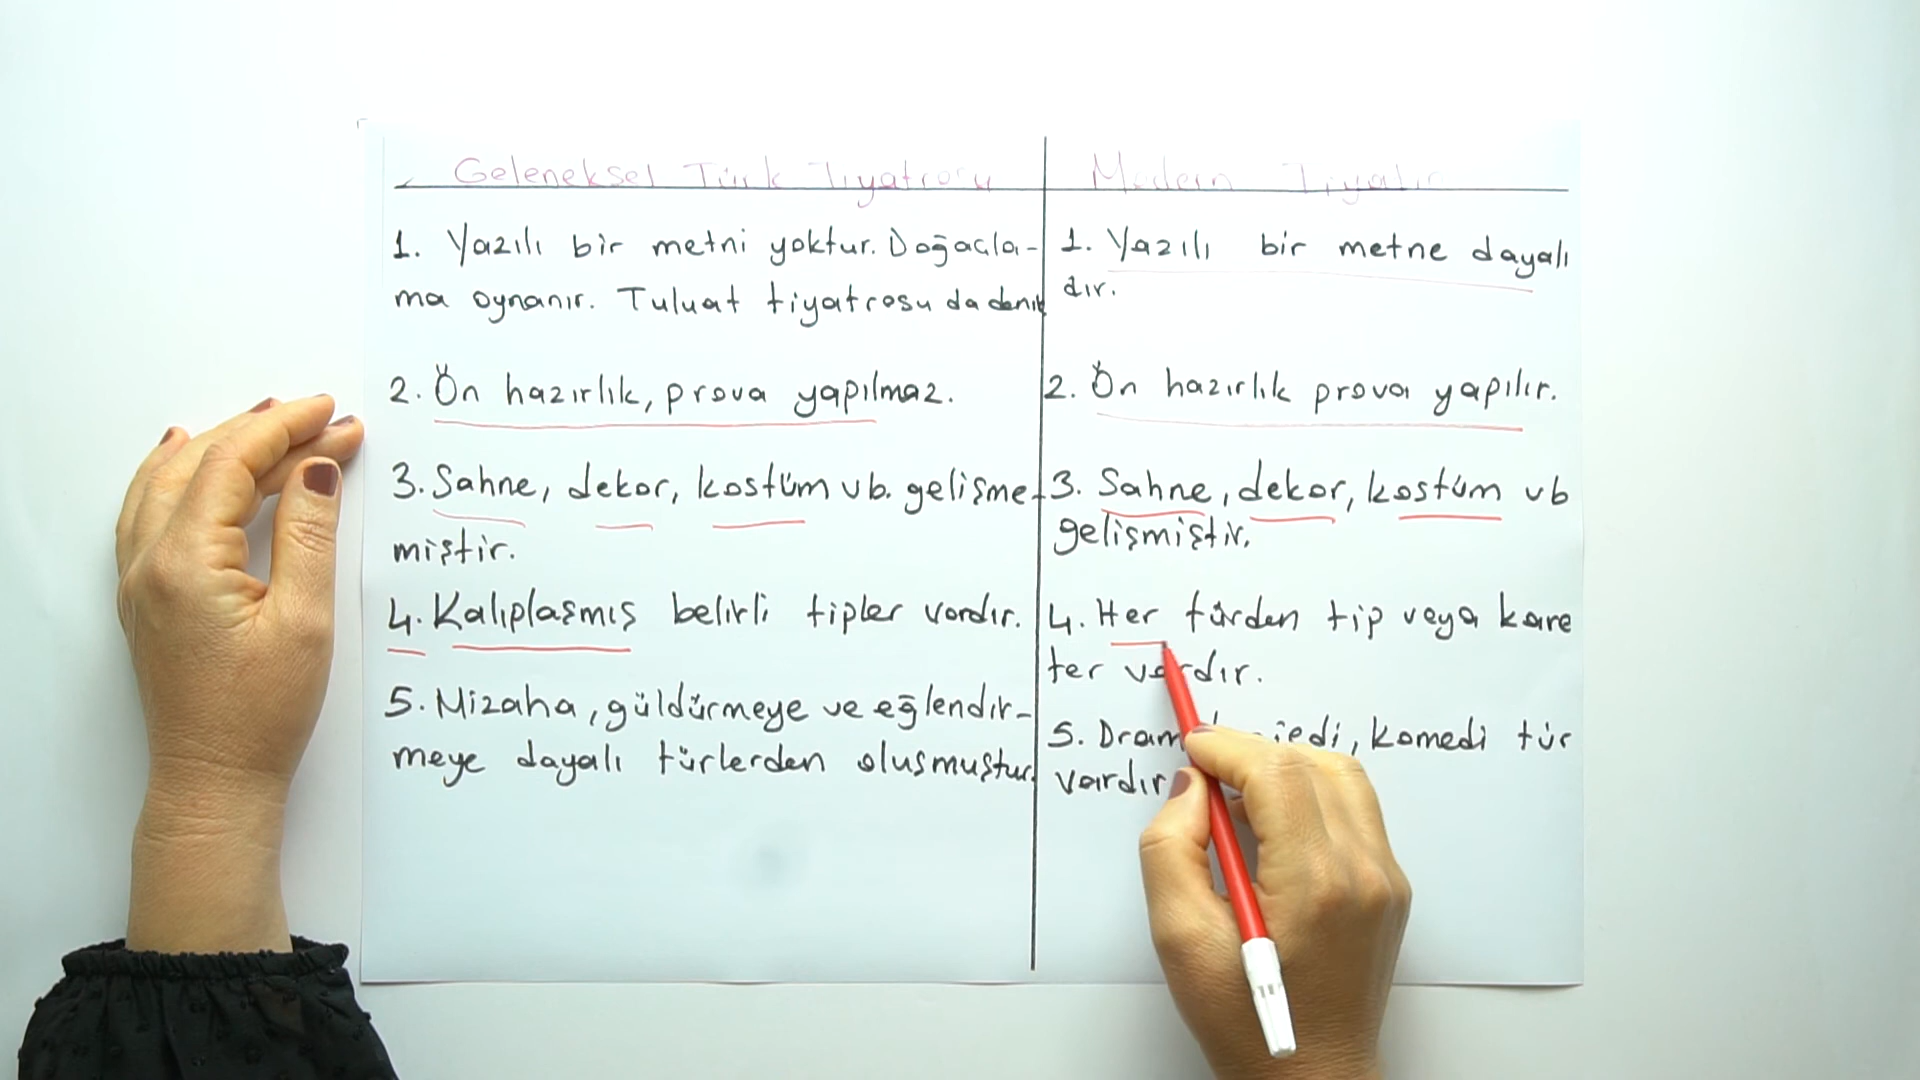 Geleneksel Türk Tiyatrosu
1. Yazılı bir metni yoktur. Doğaçla-
ma oynanır. Tuluat tiyatrosu da denir
2. Ön hazırlık, prova yapılmaz.
3. Sahne, dekor, kostüm vb. gelişme-
miştir.
4. Kalıplaşmış belirli tipler vardır.
5. Mizaha, güldürmeye ve eğlendir-
meye dayalı türlerden oluşmuştur.
Modern
1. Yazılı bir metne dayalı
dır.
2. Ön hazırlık prova yapılır.
3. Sahne, dekor, kostüm vb
gelişmiştir.
4. Her türden tip veya kare
ter vardır.
5. Dram komedi tür
vardır